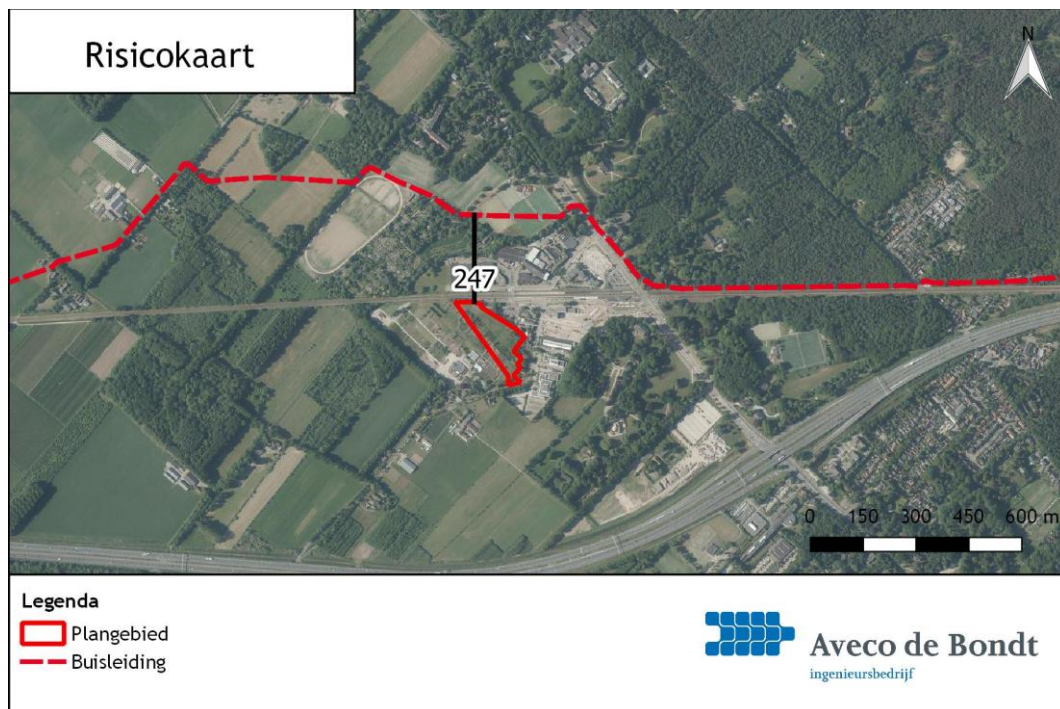 Risicokaart
N
247
0 150 300 450 600 m
Legenda
Plangebied
Buisleiding
Aveco de Bondt
ingenieursbedrijf